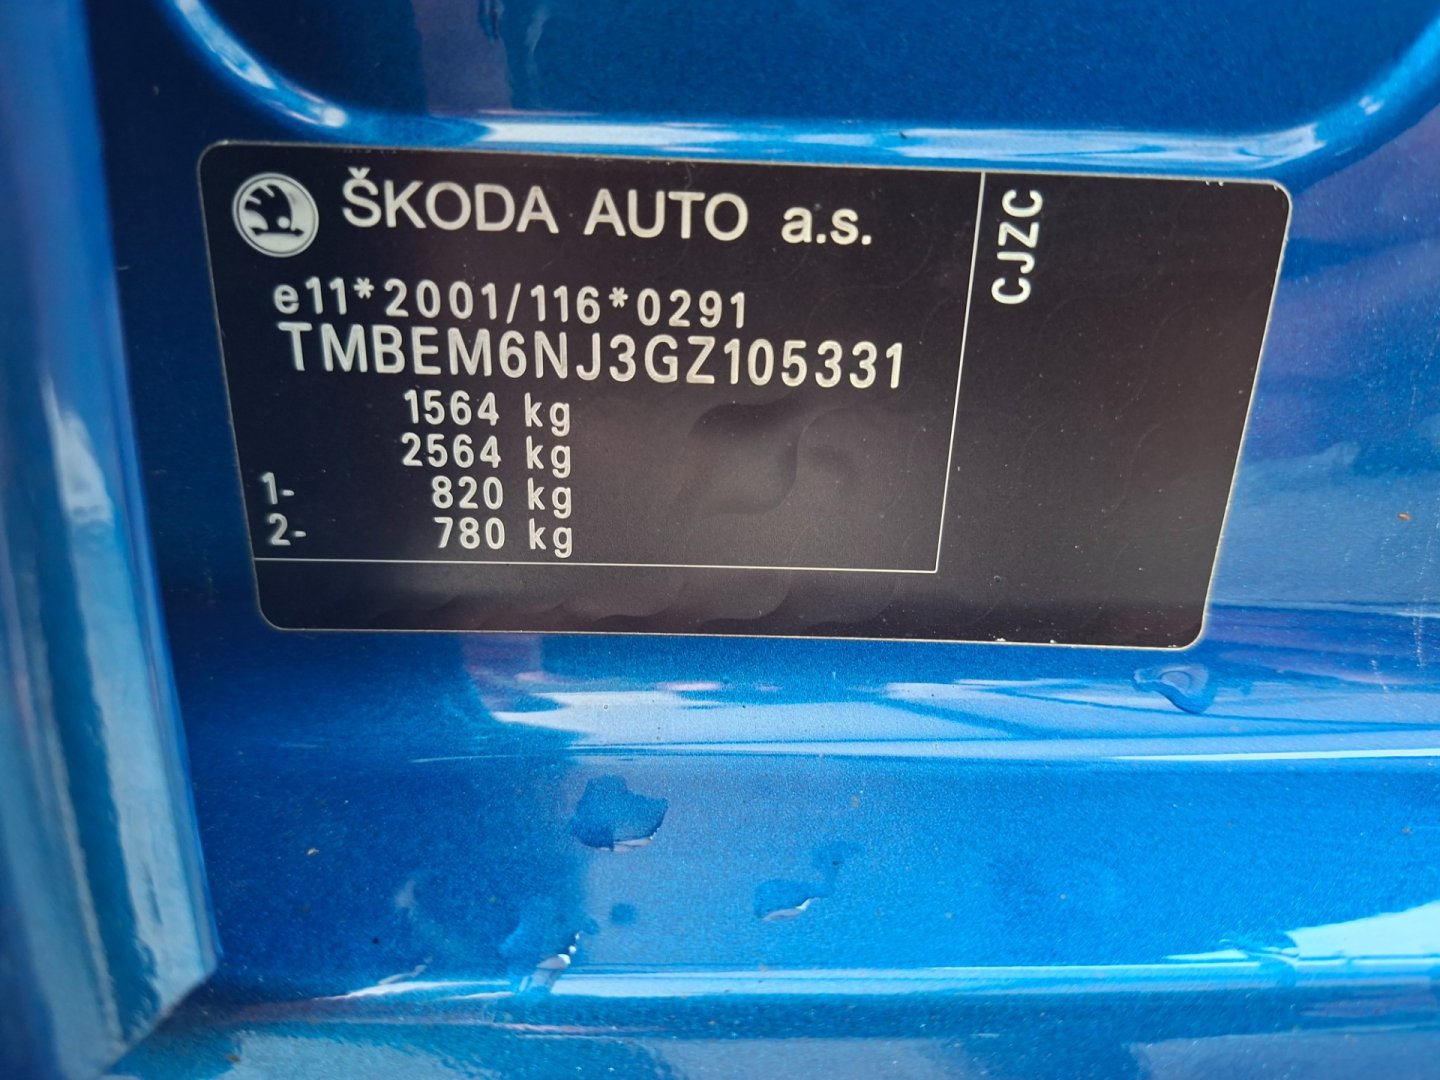 ŠKODA AUTO a.s.
e11*2001/116*0291
TMBEM6NJ3GZ105331
1564 kg
2564 kg
1- 820 kg
2- 780 kg
CJZC